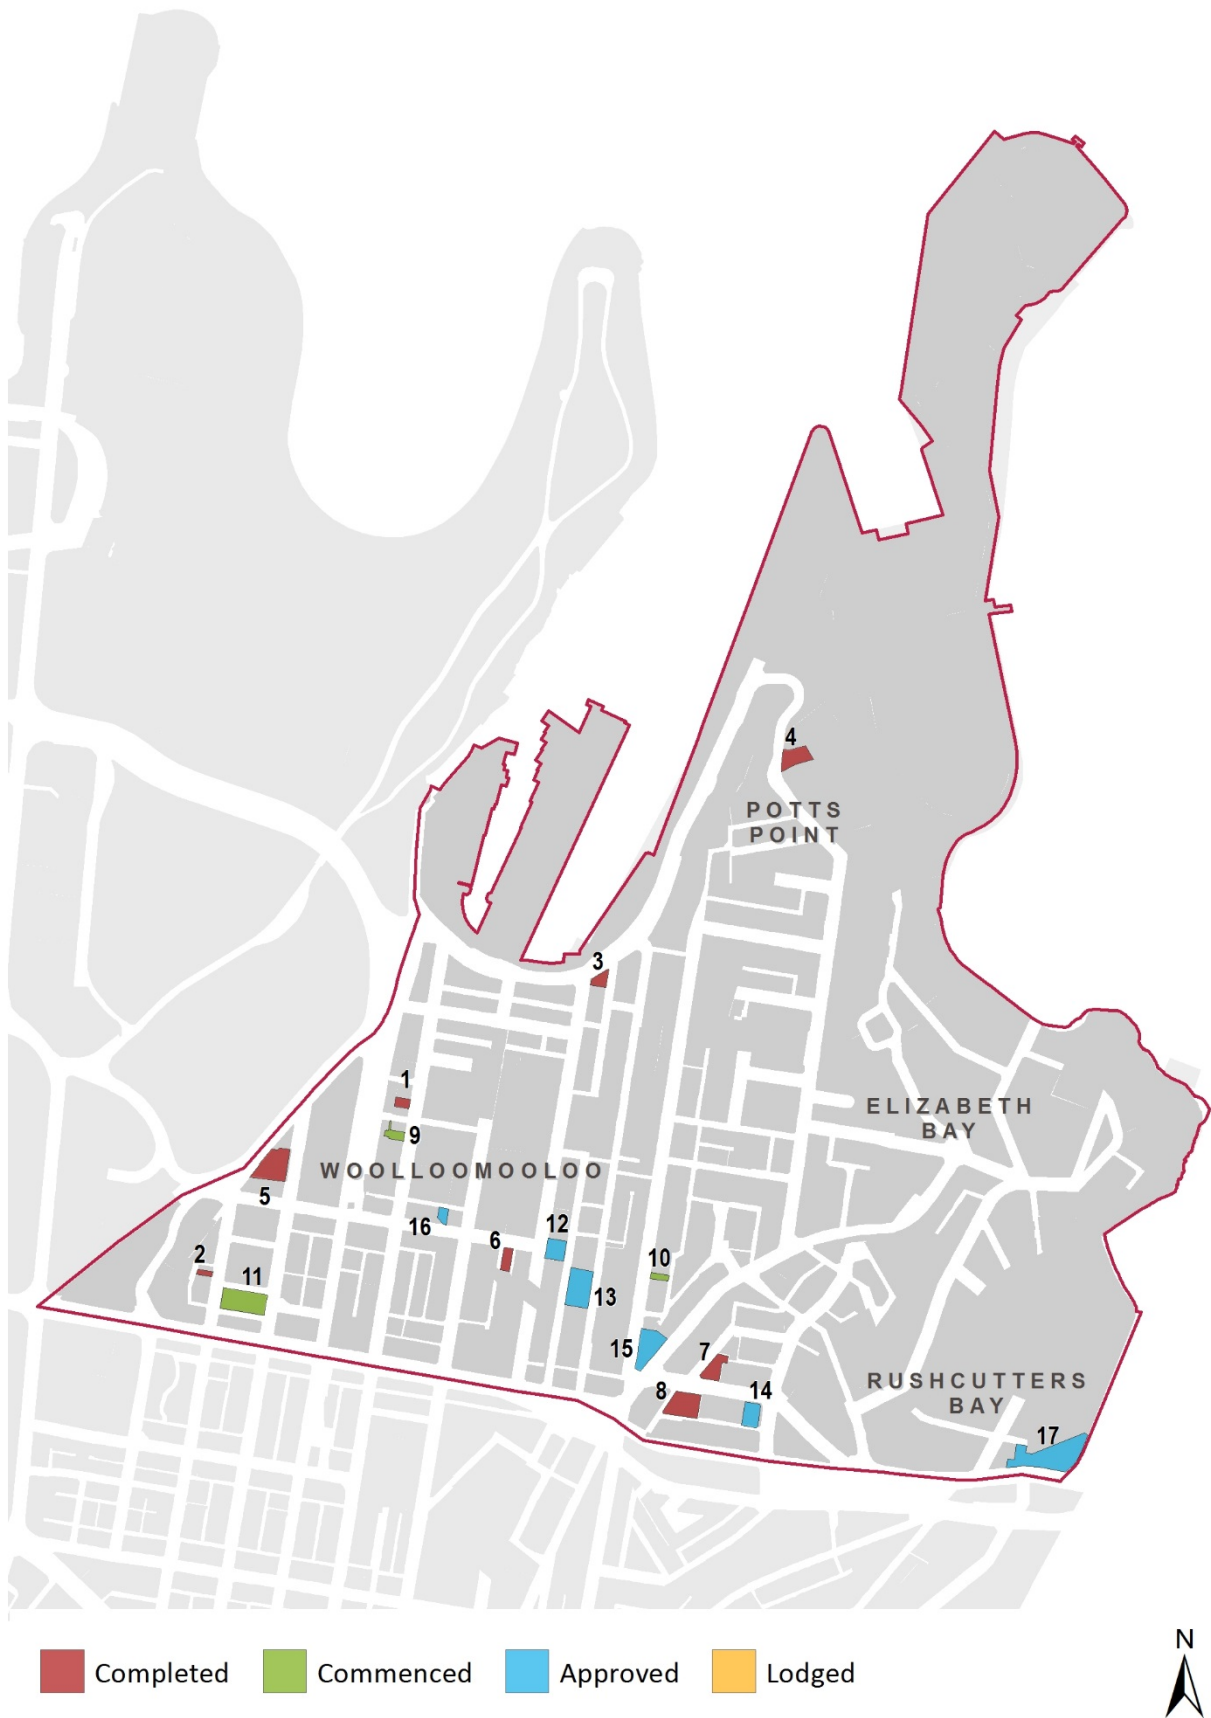 4
POTTS
POINT
3
1
9
ELIZABETH
BAY
WOOLLOOMOOLOO
5
16
12
6
2
11
10
13
15
7
8
14
RUSHCUTTERS
BAY
17
Completed
Commenced
Approved
Lodged
N